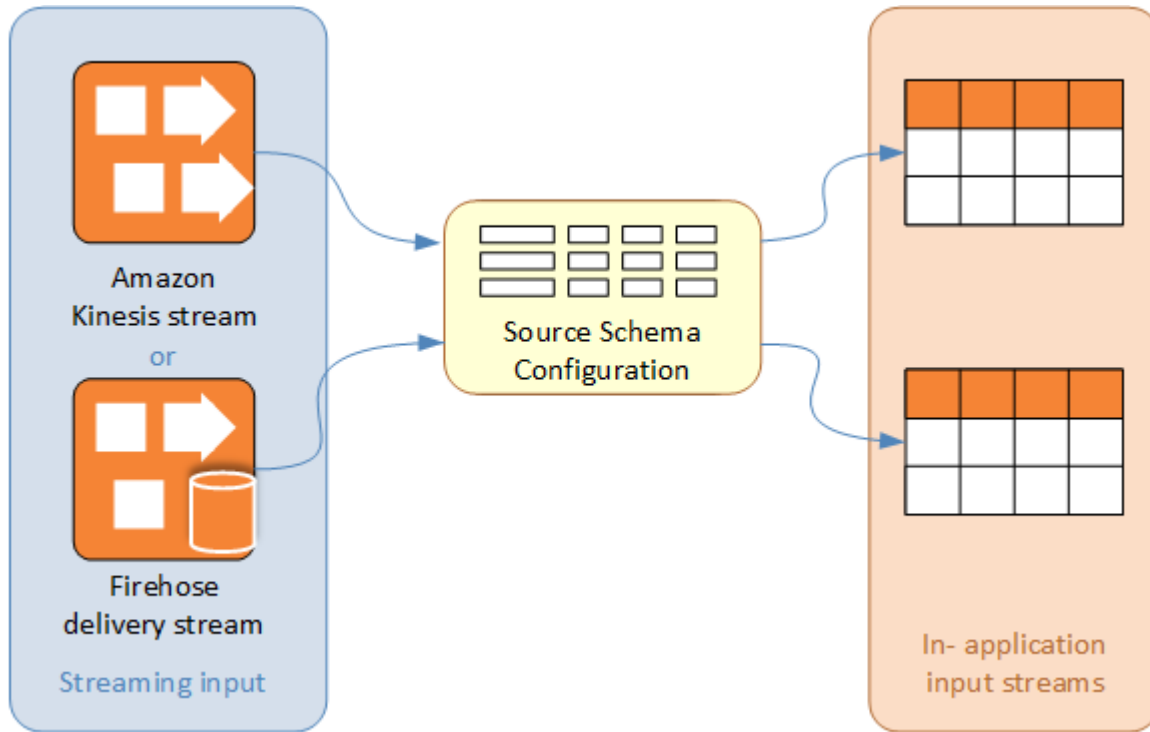 Amazon
Kinesis stream
or
Firehose
delivery stream
Streaming input
Source Schema
Configuration
In- application
input streams